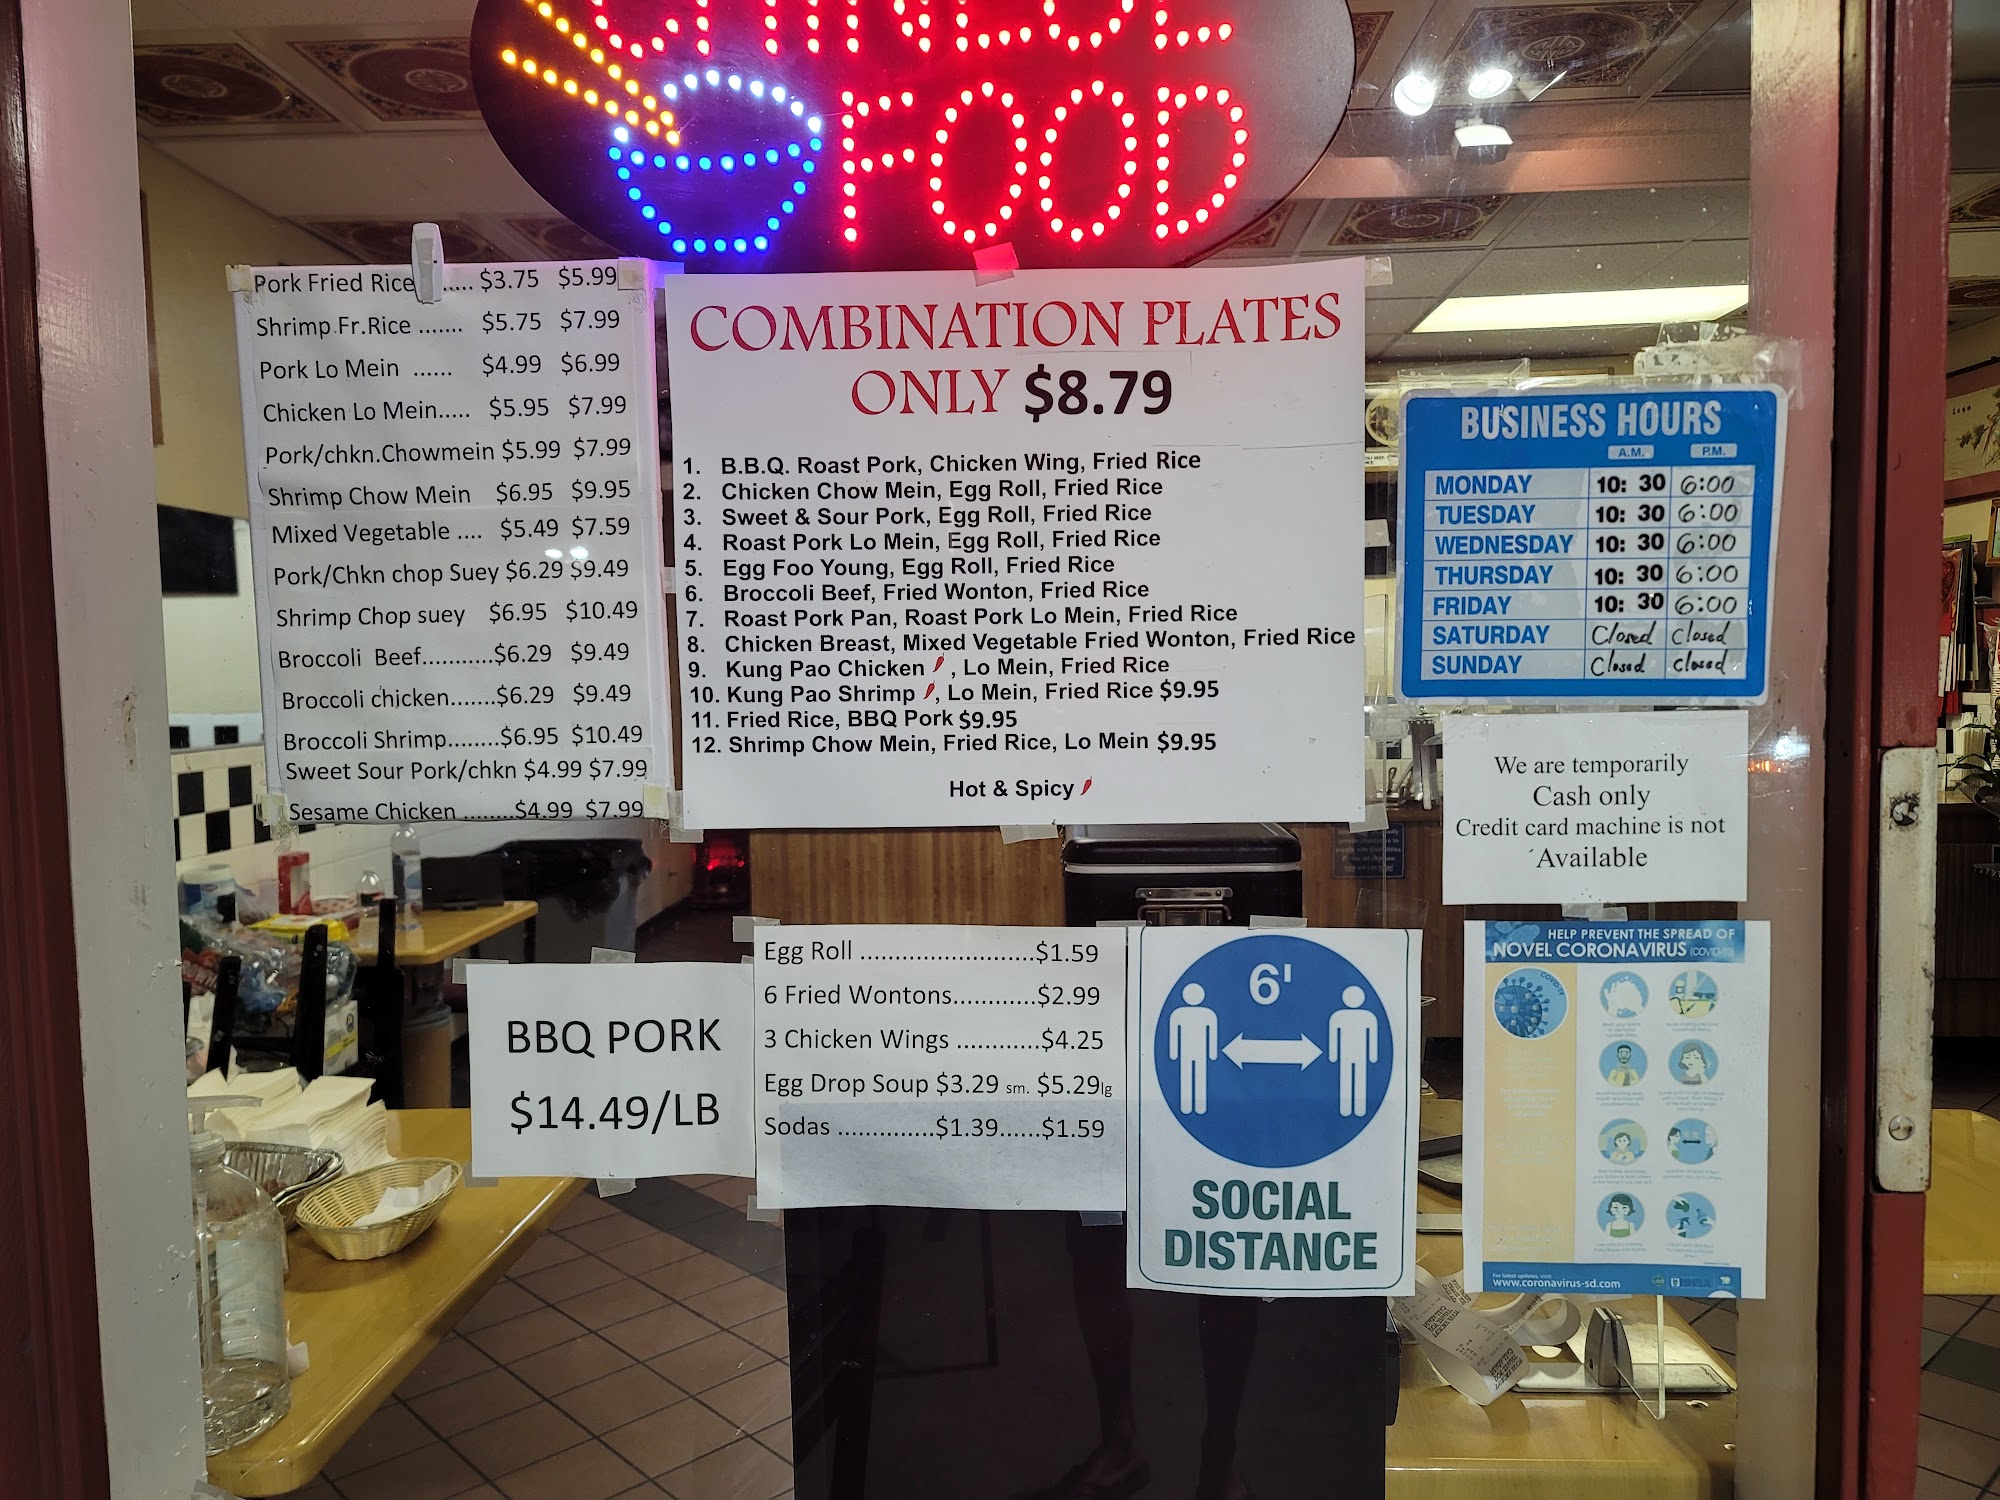 FOOD
Pork Fried Rice ..... $3.75 $5.99
Shrimp.Fr.Rice ....... $5.75 $7.99
Pork Lo Mein ...... $4.99 $6.99
Chicken Lo Mein..... $5.95 $7.99
Pork/chkn.Chowmein $5.99 $7.99
Shrimp Chow Mein $6.95 $9.95
Mixed Vegetable .... $5.49 $7.59
Pork/Chkn chop Suey $6.29 $9.49
Shrimp Chop suey $6.95 $10.49
Broccoli Beef...........$6.29 $9.49
Broccoli chicken.......$6.29 $9.49
Broccoli Shrimp........$6.95 $10.49
Sweet Sour Pork/chkn $4.99 $7.99
Sesame Chicken ........$4.99 $7.99
COMBINATION PLATES
ONLY $8.79
1. B.B.Q. Roast Pork, Chicken Wing, Fried Rice
2. Chicken Chow Mein, Egg Roll, Fried Rice
3. Sweet & Sour Pork, Egg Roll, Fried Rice
4. Roast Pork Lo Mein, Egg Roll, Fried Rice
5. Egg Foo Young, Egg Roll, Fried Rice
6. Broccoli Beef, Fried Wonton, Fried Rice
7. Roast Pork Pan, Roast Pork Lo Mein, Fried Rice
8. Chicken Breast, Mixed Vegetable Fried Wonton, Fried Rice
9. Kung Pao Chicken , Lo Mein, Fried Rice
10. Kung Pao Shrimp , Lo Mein, Fried Rice $9.95
11. Fried Rice, BBQ Pork $9.95
12. Shrimp Chow Mein, Fried Rice, Lo Mein $9.95
Hot & Spicy
BUSINESS HOURS
A.M. P.M.
MONDAY 10: 30 6:00
TUESDAY 10: 30 6:00
WEDNESDAY 10: 30 6:00
THURSDAY 10: 30 6:00
FRIDAY 10: 30 6:00
SATURDAY Closed Closed
SUNDAY Closed Closed
We are temporarily
Cash only
Credit card machine is not
Available
BBQ PORK
$14.49/LB
Egg Roll ..........................$1.59
6 Fried Wontons............$2.99
3 Chicken Wings ............$4.25
Egg Drop Soup $3.29 sm. $5.29lg
Sodas ..............$1.39......$1.59
6'
SOCIAL
DISTANCE
HELP PREVENT THE SPREAD OF
NOVEL CORONAVIRUS (COVID-19)
COVID-19
For latest updates, visit:
www.coronavirus-sd.com